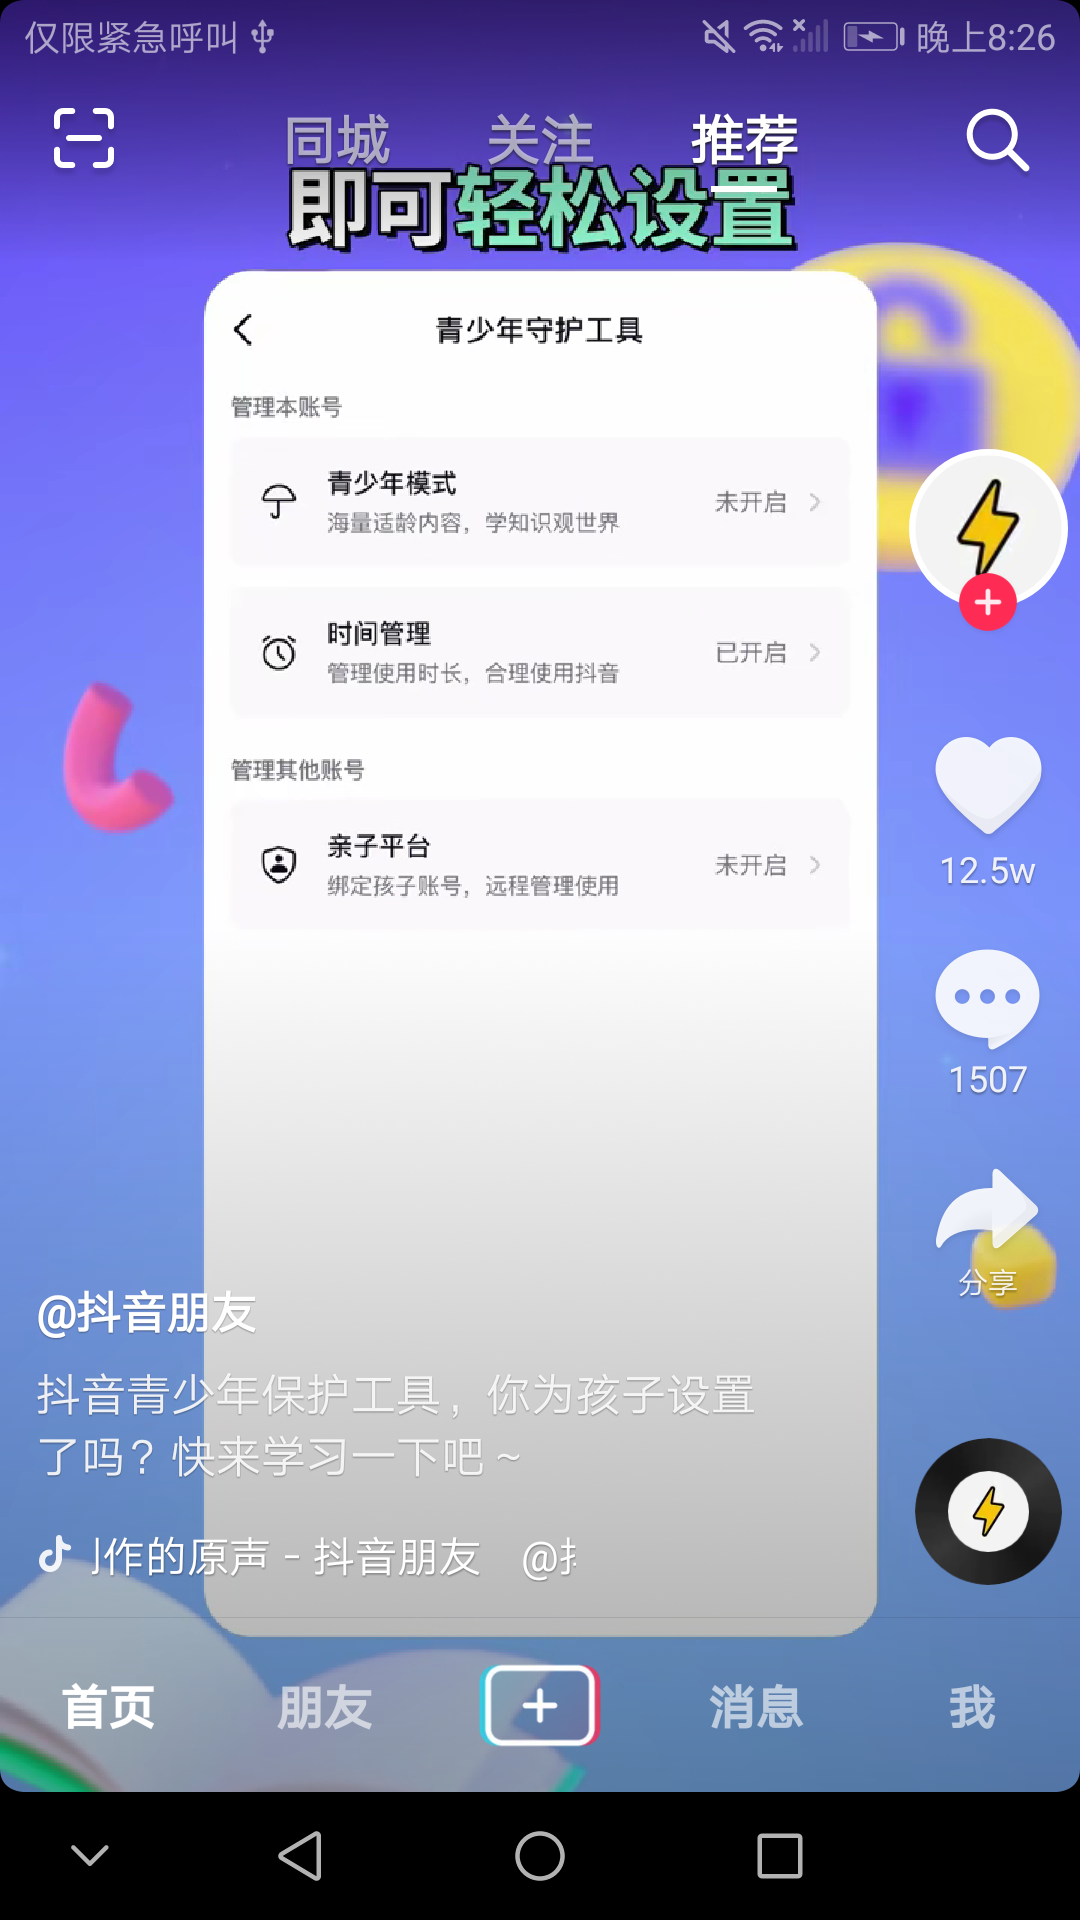 仅限紧急呼叫
晚上8:26
同城 关注 推荐
即可轻松设置
青少年守护工具
管理本账号
青少年模式
海量适龄内容，学知识观世界
未开启
时间管理
管理使用时长，合理使用抖音
已开启
管理其他账号
亲子平台
绑定孩子账号，远程管理使用
未开启
12.5w
1507
分享
@抖音朋友
抖音青少年保护工具，你为孩子设置
了吗？快来学习一下吧～
作的原声 - 抖音朋友 @
首页 朋友 消息 我